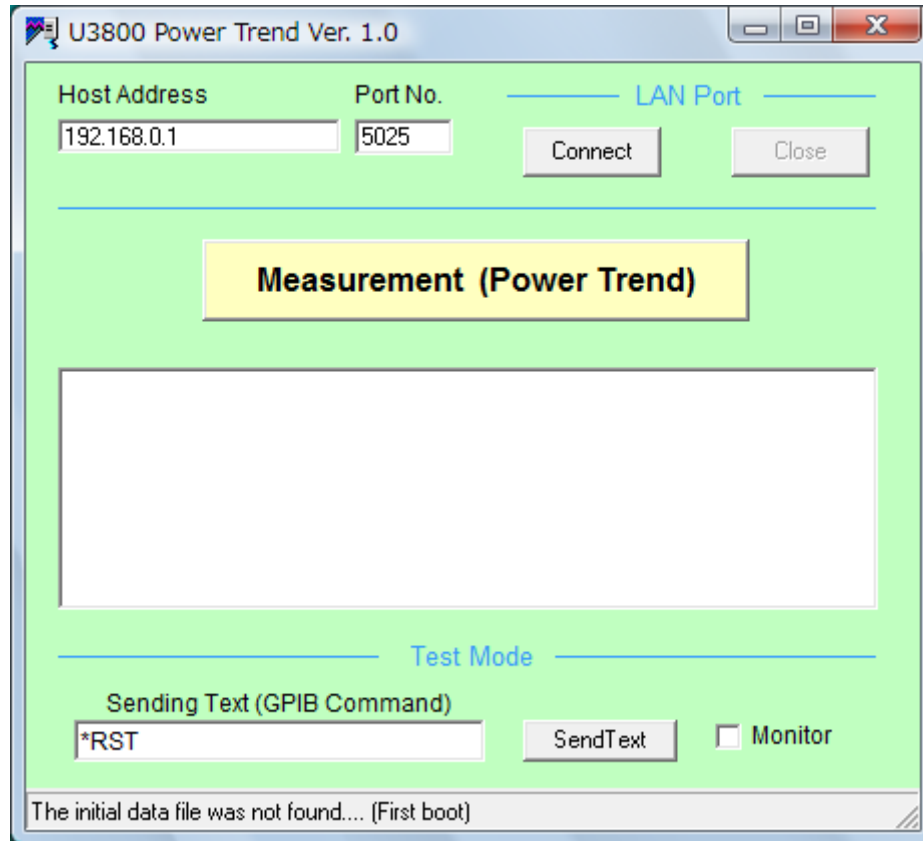 U3800 Power Trend Ver. 1.0
Host Address Port No. LAN Port
192.168.0.1 5025 Connect Close
Measurement (Power Trend)
Test Mode
Sending Text (GPIB Command)
*RST SendText Monitor
The initial data file was not found.... (First boot)